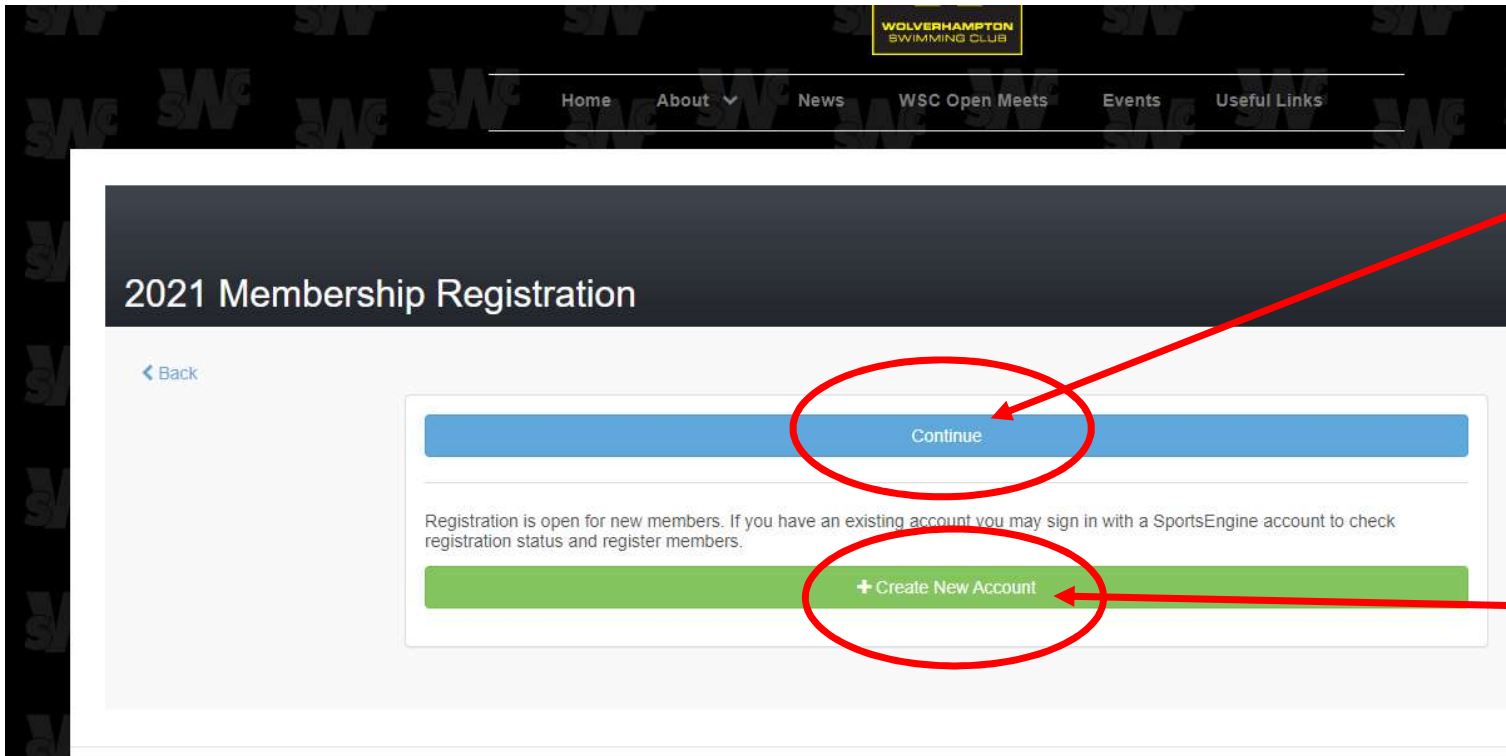 WOLVERHAMPTON
SWIMMING CLUB
Home About News WSC Open Meets Events Useful Links
2021 Membership Registration
Back
Continue
Registration is open for new members. If you have an existing account you may sign in with a SportsEngine account to check
registration status and register members.
+ Create New Account